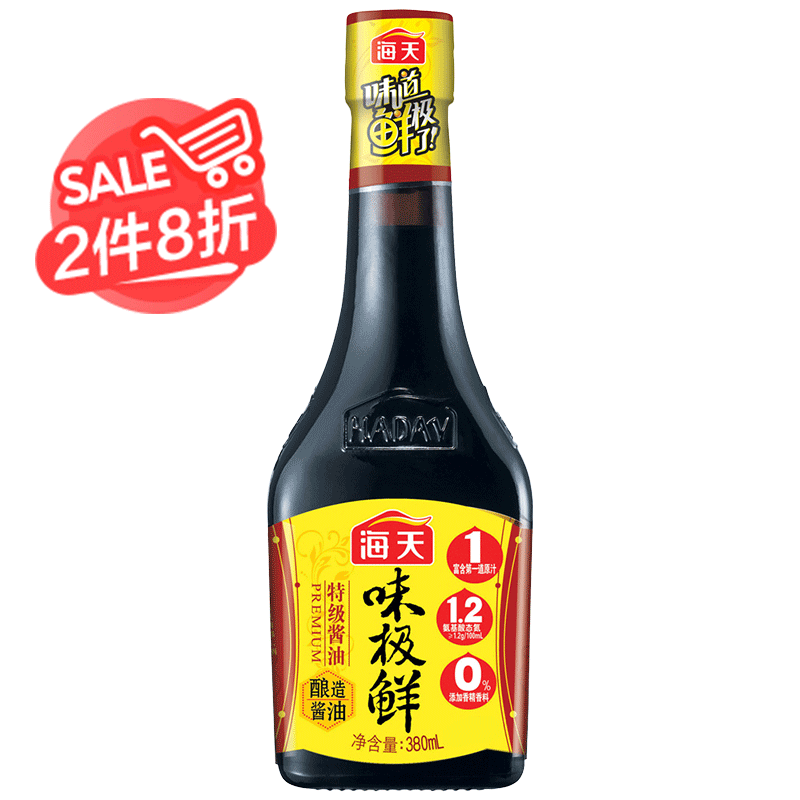 海天
味道
鲜极了!
SALE
2件8折
HADAY
海天
味极鲜
特级酱油
PREMIUM
酿造
酱油
净含量:380mL
1
富含第一道原汁
1.2
氨基酸态氮
≥1.2g/100mL
0%
添加香精香料